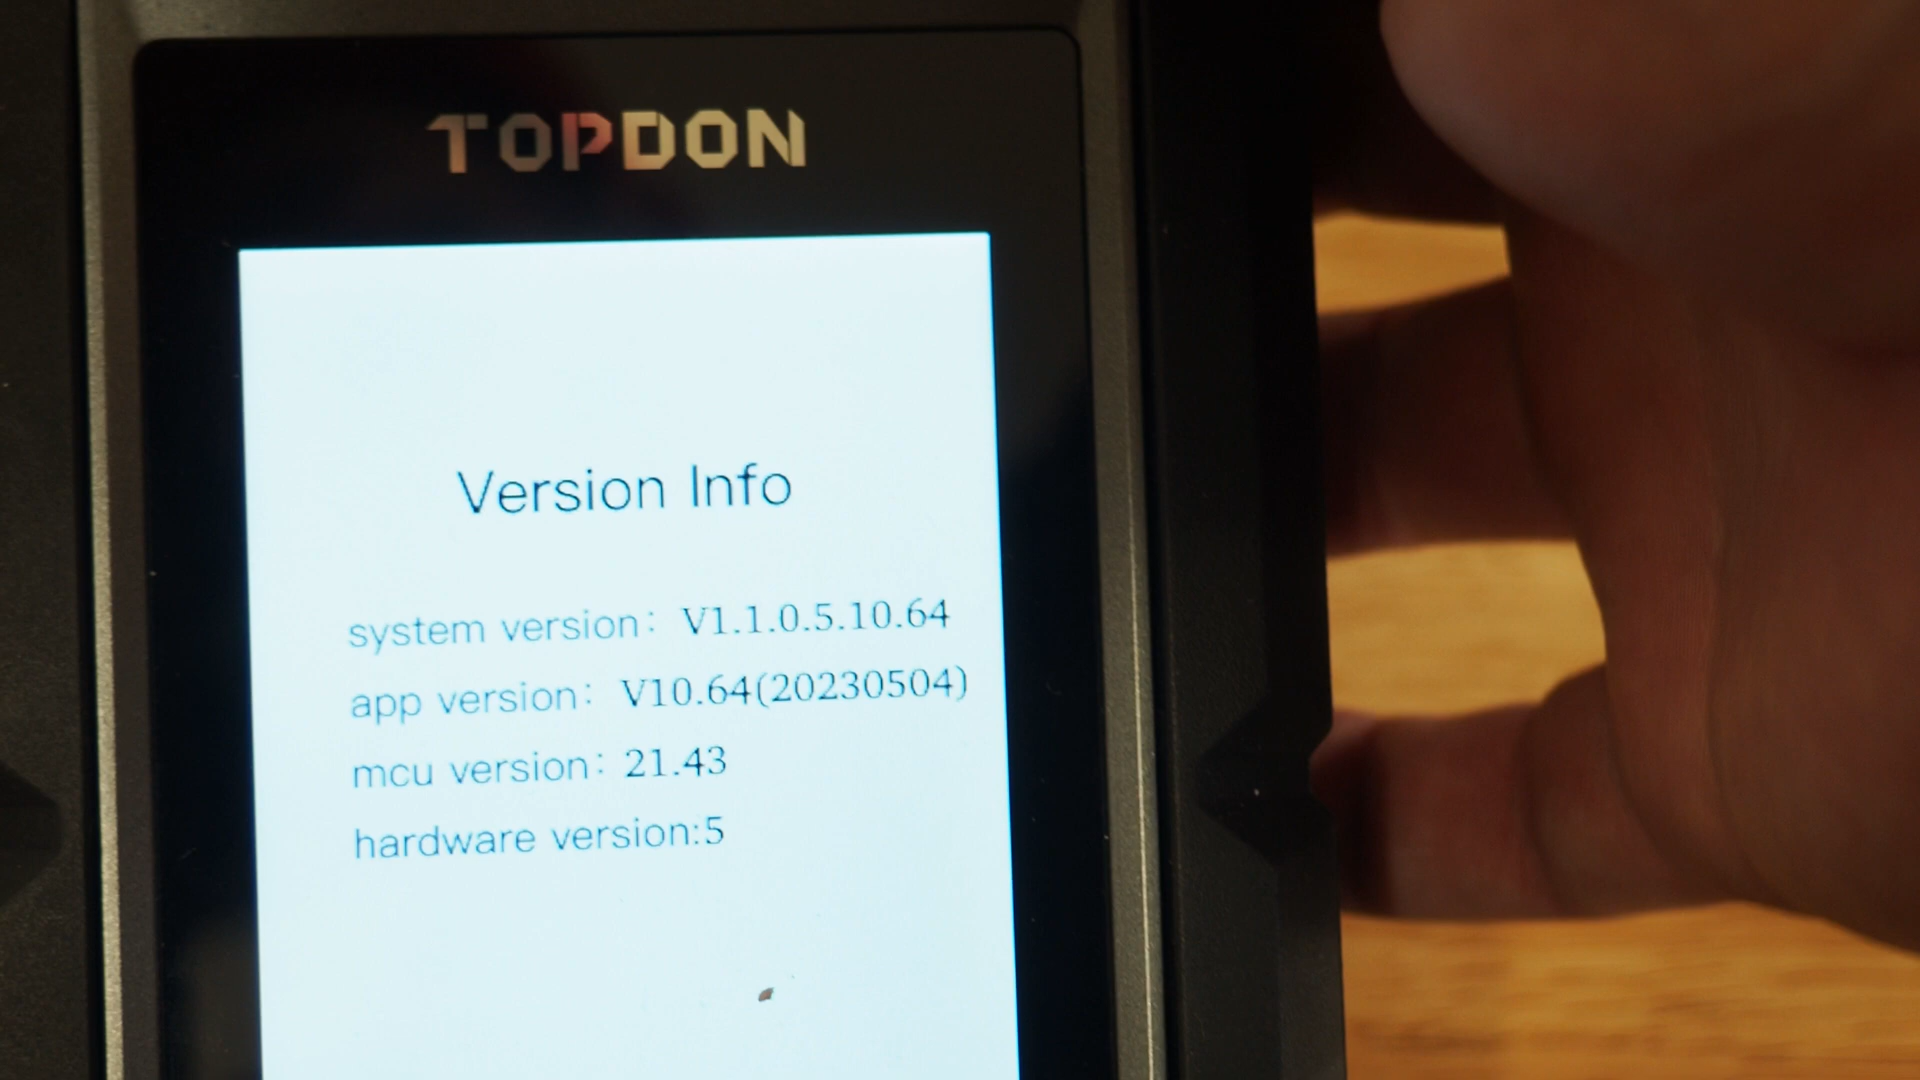 TOPDON
Version Info
system version: V1.1.0.5.10.64
app version: V10.64(20230504)
mcu version: 21.43
hardware version:5